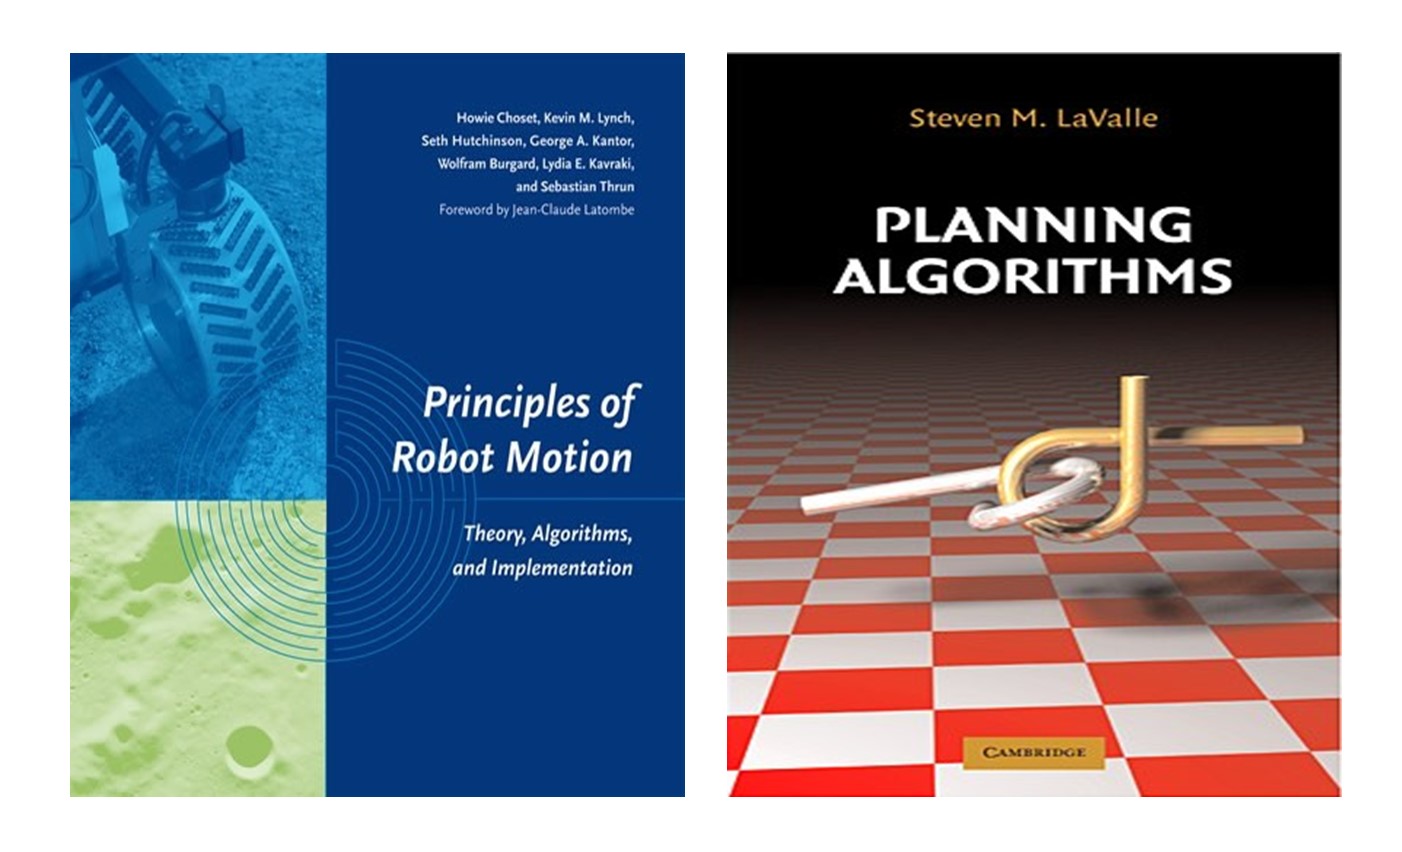 Howie Choset, Kevin M. Lynch,
Seth Hutchinson, George A. Kantor,
Wolfram Burgard, Lydia E. Kavraki,
and Sebastian Thrun
Foreword by Jean-Claude Latombe
Principles of
Robot Motion
Theory, Algorithms,
and Implementation
Steven M. LaValle
PLANNING
ALGORITHMS
CAMBRIDGE